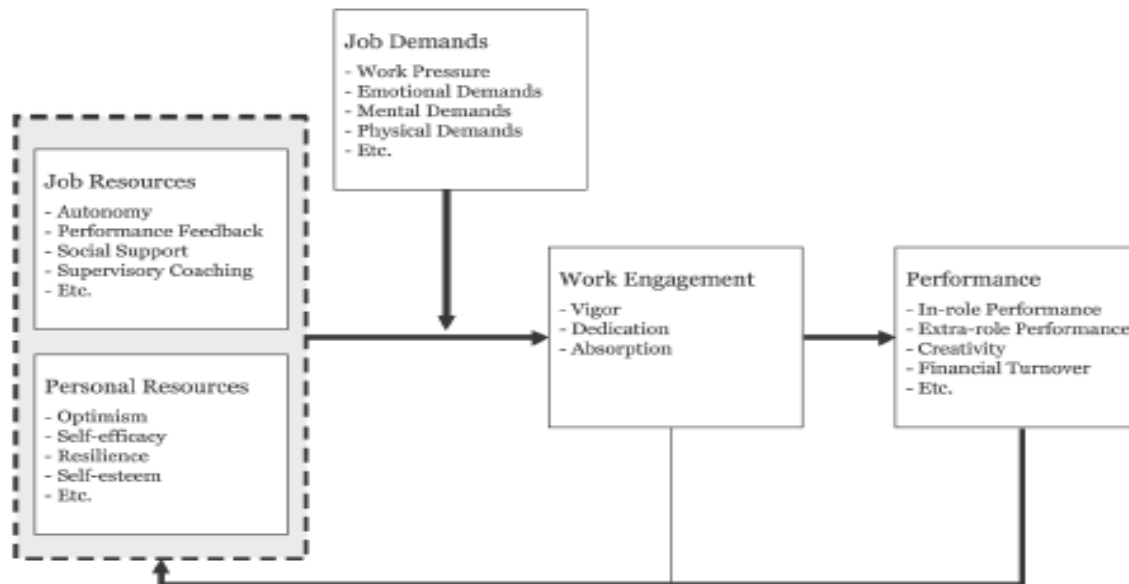 Job Demands
- Work Pressure
- Emotional Demands
- Mental Demands
- Physical Demands
- Etc.
Job Resources
- Autonomy
- Performance Feedback
- Social Support
- Supervisory Coaching
- Etc.
Personal Resources
- Optimism
- Self-efficacy
- Resilience
- Self-esteem
- Etc.
Work Engagement
- Vigor
- Dedication
- Absorption
Performance
- In-role Performance
- Extra-role Performance
- Creativity
- Financial Turnover
- Etc.